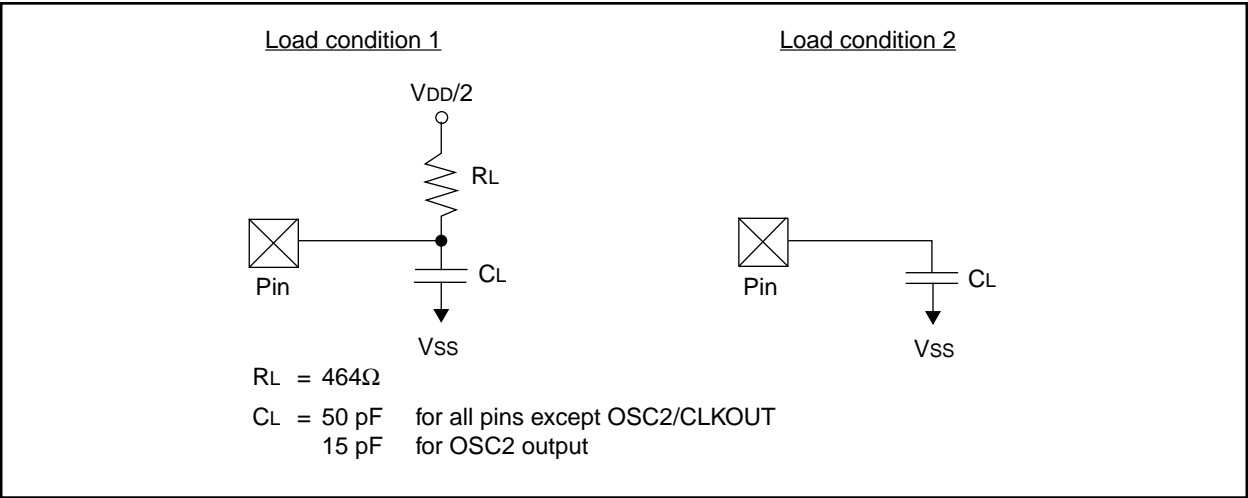 Load condition 1
Load condition 2
VDD/2
RL
Pin
CL
VSS
Pin
CL
VSS
RL = 464Ω
CL = 50 pF for all pins except OSC2/CLKOUT
15 pF for OSC2 output